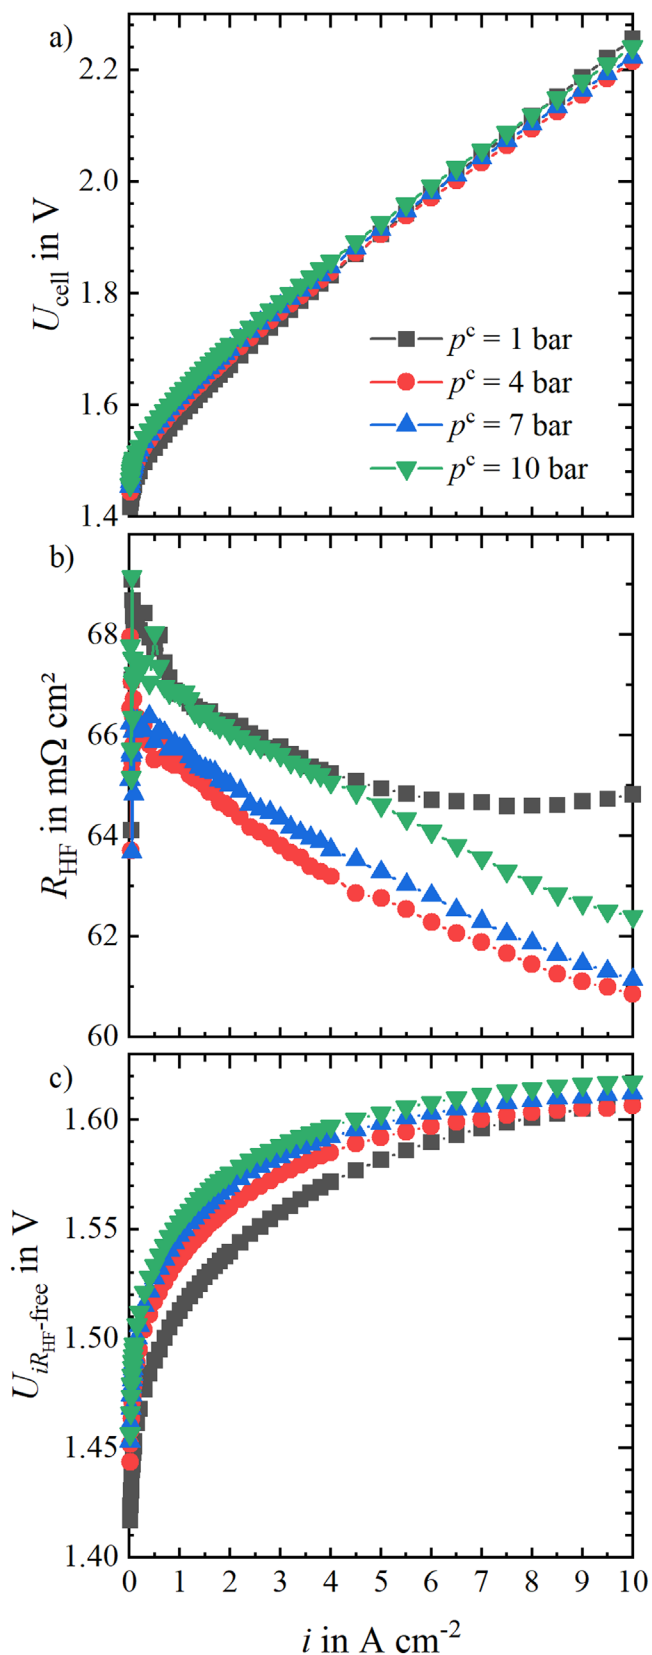 a)
2.2
2.0
1.8
1.6
1.4
U_cell in V
p^c = 1 bar
p^c = 4 bar
p^c = 7 bar
p^c = 10 bar
b)
68
66
64
62
60
R_HF in mΩ cm²
c)
1.60
1.55
1.50
1.45
1.40
U_iR_HF-free in V
0 1 2 3 4 5 6 7 8 9 10
i in A cm⁻²